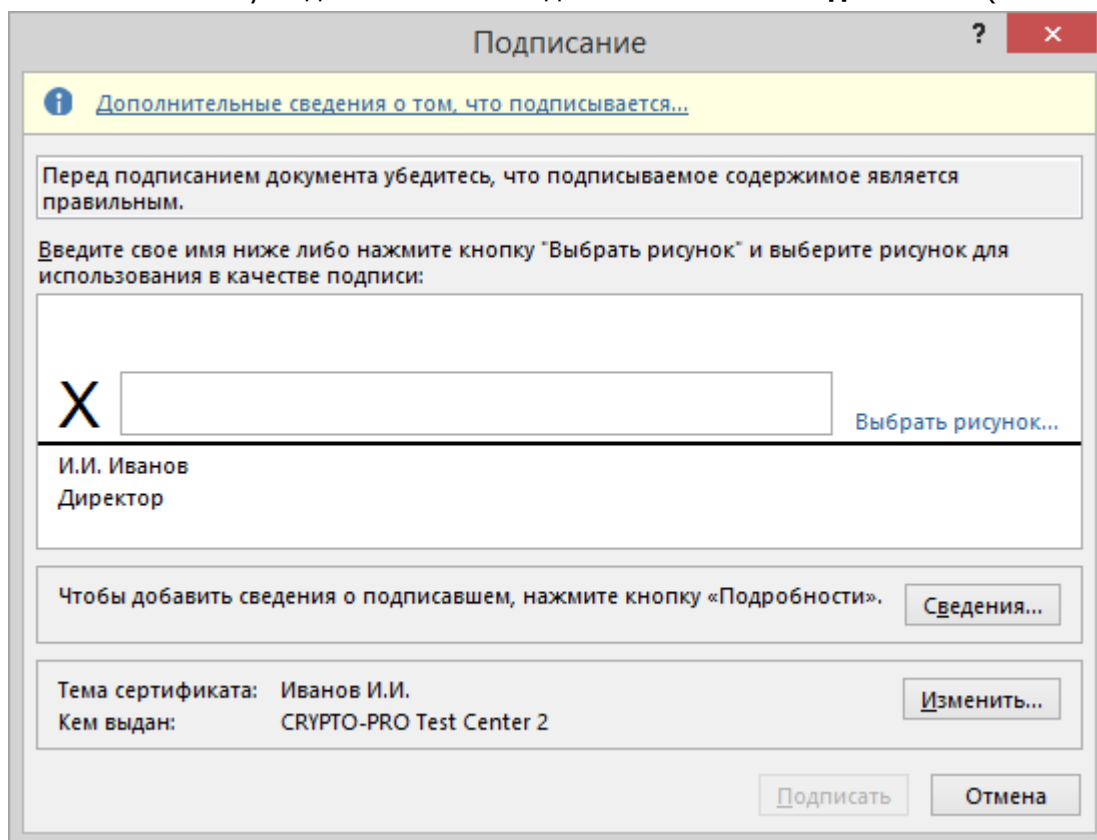 Подписание
?
×
Дополнительные сведения о том, что подписывается...
Перед подписанием документа убедитесь, что подписываемое содержимое является
правильным.
Введите свое имя ниже либо нажмите кнопку "Выбрать рисунок" и выберите рисунок для
использования в качестве подписи:
X
Выбрать рисунок...
И.И. Иванов
Директор
Чтобы добавить сведения о подписавшем, нажмите кнопку «Подробности».
Сведения...
Тема сертификата: Иванов И.И.
Изменить...
Кем выдан: CRYPTO-PRO Test Center 2
Подписать
Отмена